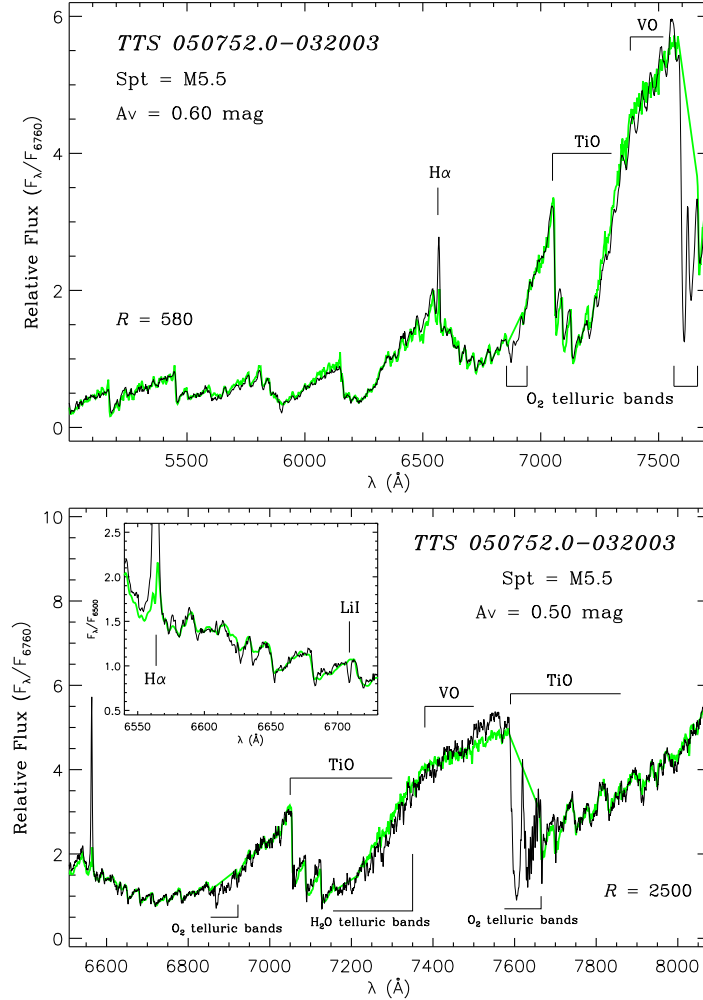 6
4
2
0
Relative Flux (Fλ/F6760)
TTS 050752.0−032003
Spt = M5.5
Av = 0.60 mag
VO
TiO
Hα
R = 580
O2 telluric bands
5500 6000 6500 7000 7500
λ (Å)
10
8
6
4
2
0
Relative Flux (Fλ/F6760)
TTS 050752.0−032003
Spt = M5.5
Av = 0.50 mag
2.5
2.0
1.5
1.0
0.5
Fλ/F6500
LiI
Hα
6550 6600 6650 6700
λ (Å)
VO
TiO
TiO
R = 2500
O2 telluric bands
H2O telluric bands
O2 telluric bands
6600 6800 7000 7200 7400 7600 7800 8000
λ (Å)